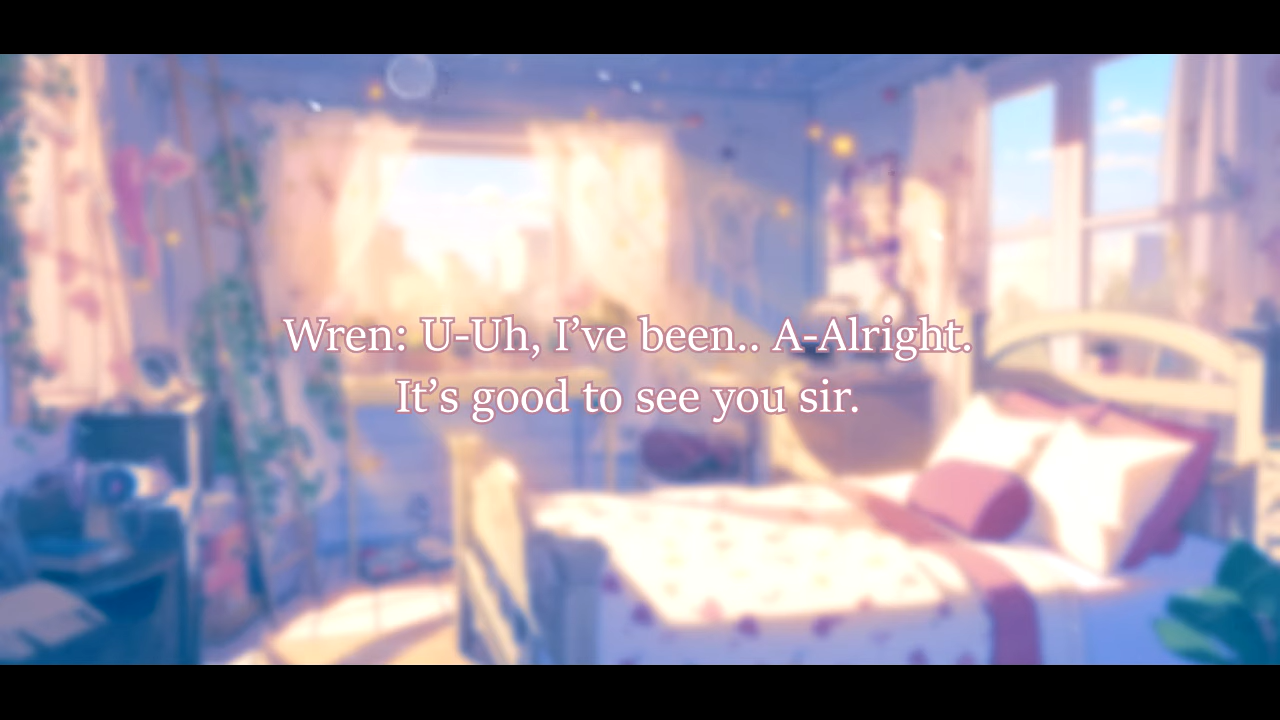 Wren: U-Uh, I’ve been.. A-Alright.
It’s good to see you sir.